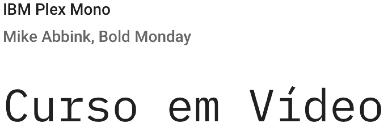 IBM Plex Mono
Mike Abbink, Bold Monday
Curso em Vídeo